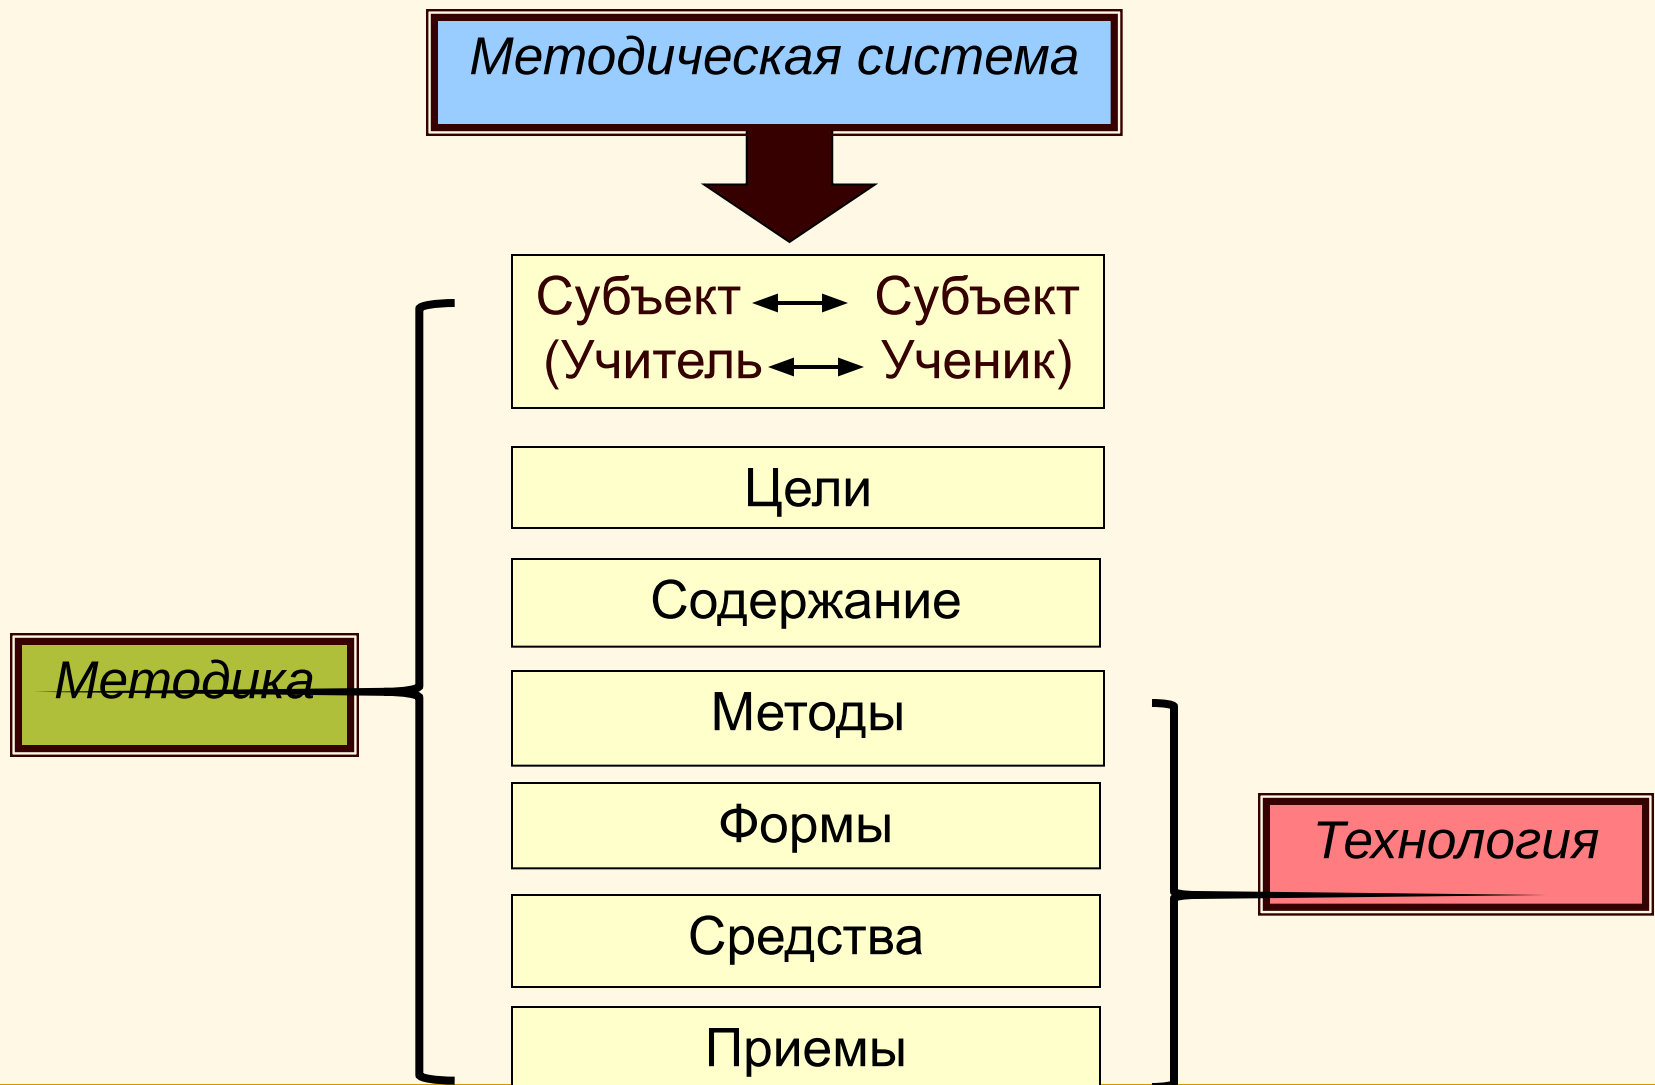 Методическая система
Субъект Субъект
(Учитель Ученик)
Цели
Содержание
Методика
Методы
Формы
Технология
Средства
Приемы